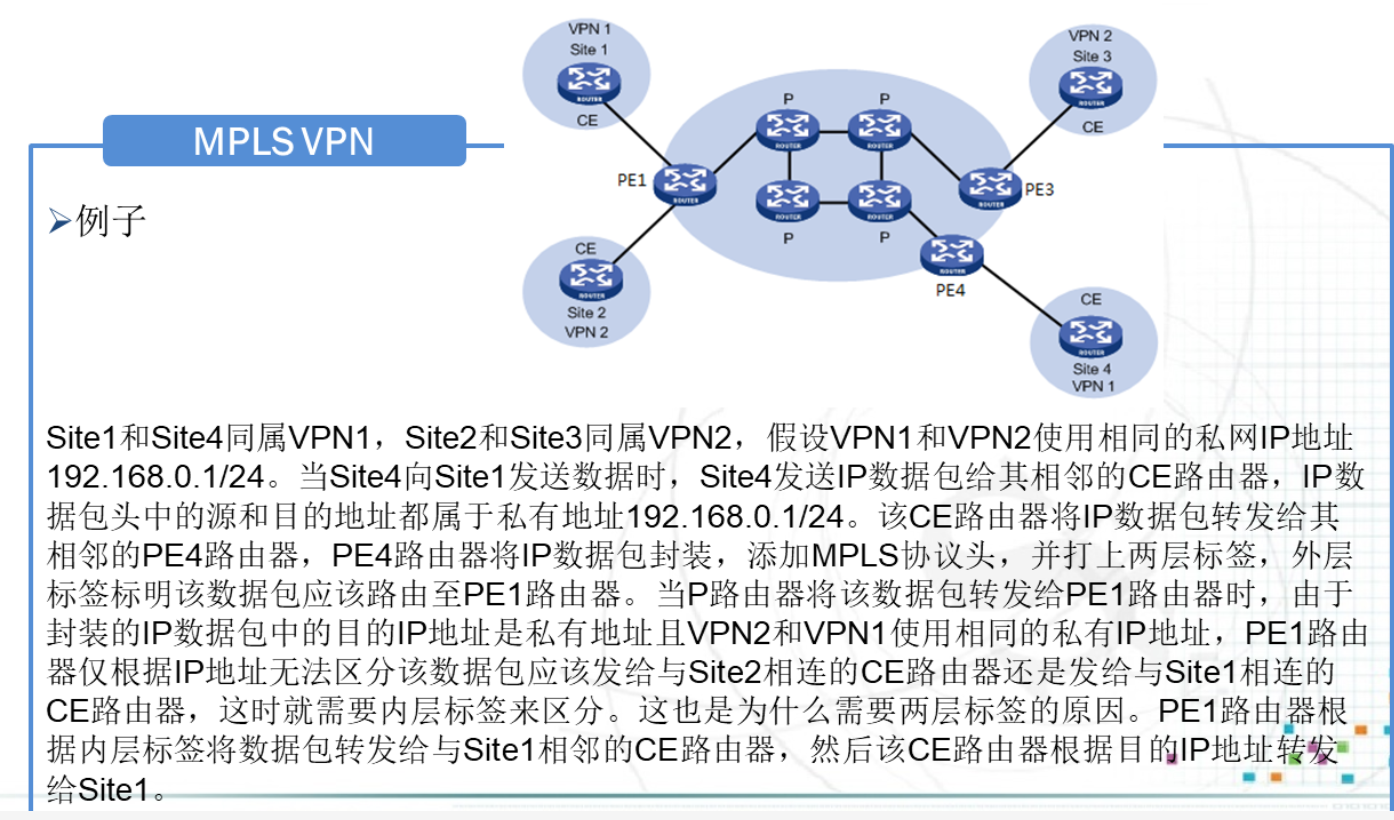 VPN 1
Site 1
ROUTER
CE
VPN 2
Site 3
ROUTER
CE
MPLS VPN
P
P
ROUTER
ROUTER
PE1
ROUTER
ROUTER
PE3
ROUTER
ROUTER
P
P
➢例子
CE
ROUTER
Site 2
VPN 2
ROUTER
PE4
CE
ROUTER
Site 4
VPN 1
Site1和Site4同属VPN1，Site2和Site3同属VPN2，假设VPN1和VPN2使用相同的私网IP地址
192.168.0.1/24。当Site4向Site1发送数据时，Site4发送IP数据包给其相邻的CE路由器，IP数
据包头中的源和目的地址都属于私有地址192.168.0.1/24。该CE路由器将IP数据包转发给其
相邻的PE4路由器，PE4路由器将IP数据包封装，添加MPLS协议头，并打上两层标签，外层
标签标明该数据包应该路由至PE1路由器。当P路由器将该数据包转发给PE1路由器时，由于
封装的IP数据包中的目的IP地址是私有地址且VPN2和VPN1使用相同的私有IP地址，PE1路由
器仅根据IP地址无法区分该数据包应该发给与Site2相连的CE路由器还是发给与Site1相连的
CE路由器，这时就需要内层标签来区分。这也是为什么需要两层标签的原因。PE1路由器根
据内层标签将数据包转发给与Site1相邻的CE路由器，然后该CE路由器根据目的IP地址转发
给Site1。